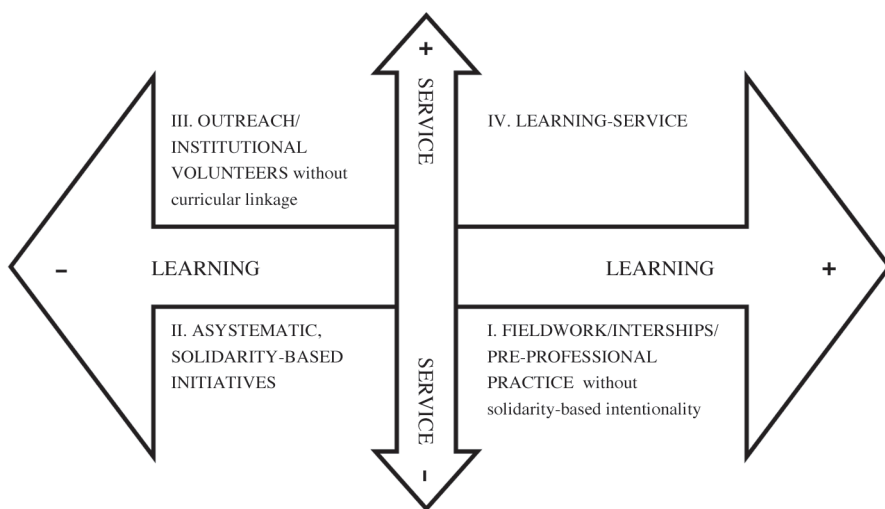 +
SERVICE
III. OUTREACH/
INSTITUTIONAL
VOLUNTEERS without
curricular linkage
IV. LEARNING-SERVICE
-
LEARNING
LEARNING
+
II. ASYSTEMATIC,
SOLIDARITY-BASED
INITIATIVES
SERVICE
-
I. FIELDWORK/INTERSHIPS/
PRE-PROFESSIONAL
PRACTICE without
solidarity-based intentionality